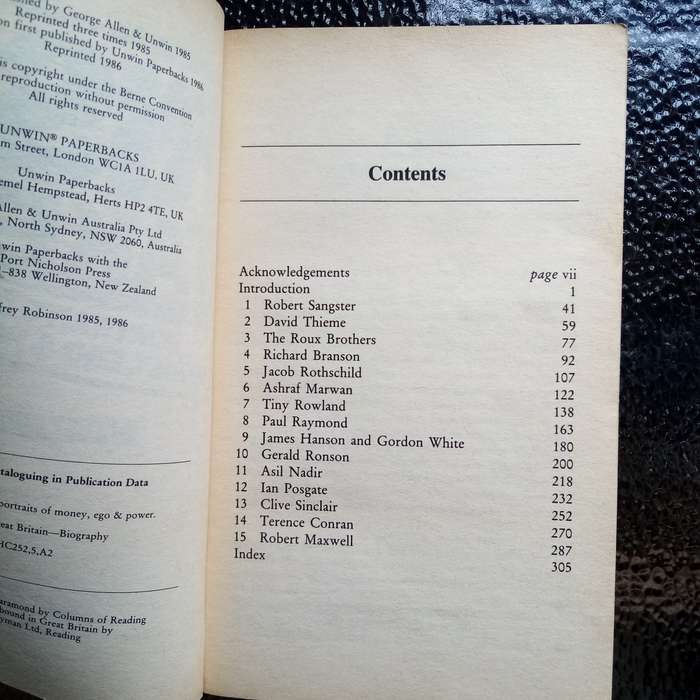 by George Allen & Unwin 1985
Reprinted three times 1985
first published by Unwin Paperbacks 1986
Reprinted 1986
copyright under the Berne Convention
reproduction without permission
All rights reserved
UNWIN® PAPERBACKS
Street, London WC1A 1LU, UK
Unwin Paperbacks
Hempstead, Herts HP2 4TE, UK
Allen & Unwin Australia Pty Ltd
North Sydney, NSW 2060, Australia
Paperbacks with the
Port Nicholson Press
Wellington, New Zealand
Robinson 1985, 1986
in Publication Data
portraits of money, ego & power.
Britain—Biography
HC252.5.A2
by Columns of Reading
bound in Great Britain by
Ltd, Reading
Contents
Acknowledgements page vii
Introduction 1
1 Robert Sangster 41
2 David Thieme 59
3 The Roux Brothers 77
4 Richard Branson 92
5 Jacob Rothschild 107
6 Ashraf Marwan 122
7 Tiny Rowland 138
8 Paul Raymond 163
9 James Hanson and Gordon White 180
10 Gerald Ronson 200
11 Asil Nadir 218
12 Ian Posgate 232
13 Clive Sinclair 252
14 Terence Conran 270
15 Robert Maxwell 287
Index 305